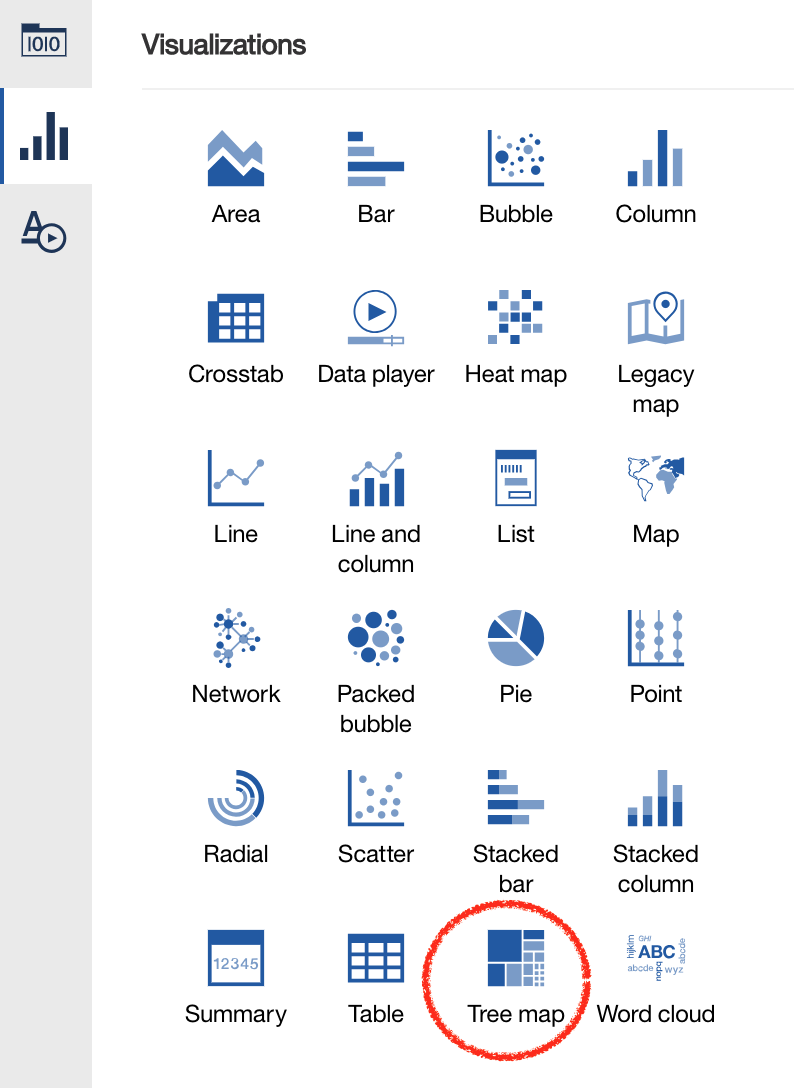 IOIO
Visualizations
Area
Bar
Bubble
Column
Crosstab
Data player
Heat map
Legacy
map
Line
Line and
column
List
Map
Network
Packed
bubble
Pie
Point
Radial
Scatter
Stacked
bar
Stacked
column
12345
Summary
Table
Tree map
hijklm
GHI
ABC
abcde
abcde
nopq
wyz
Word cloud